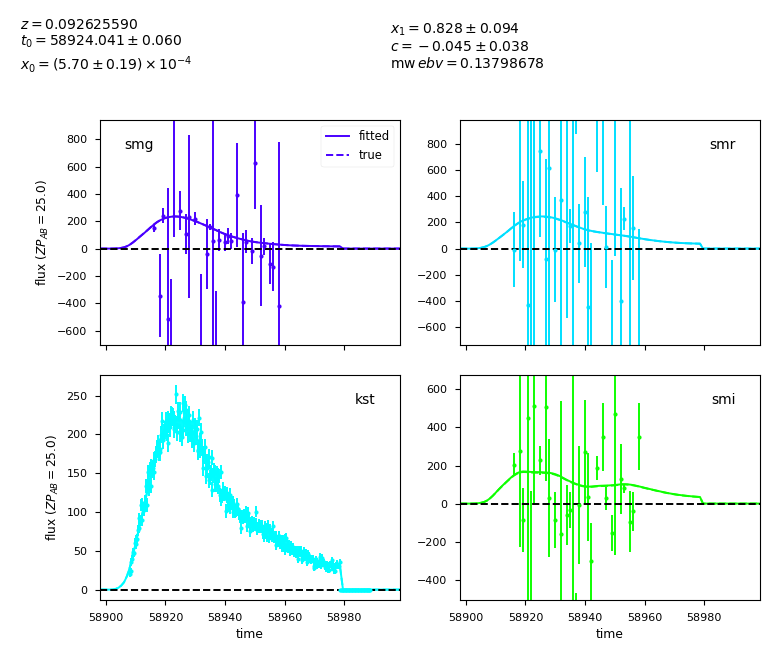 z = 0.092625590
t₀ = 58924.041 ± 0.060
x₀ = (5.70 ± 0.19) × 10⁻⁴
x₁ = 0.828 ± 0.094
c = −0.045 ± 0.038
mw ebv = 0.13798678
smg
fitted
true
800
600
400
200
0
−200
−400
−600
flux (ZP_AB = 25.0)
smr
800
600
400
200
0
−200
−400
−600
kst
250
200
150
100
50
0
flux (ZP_AB = 25.0)
58900 58920 58940 58960 58980
time
smi
600
400
200
0
−200
−400
58900 58920 58940 58960 58980
time